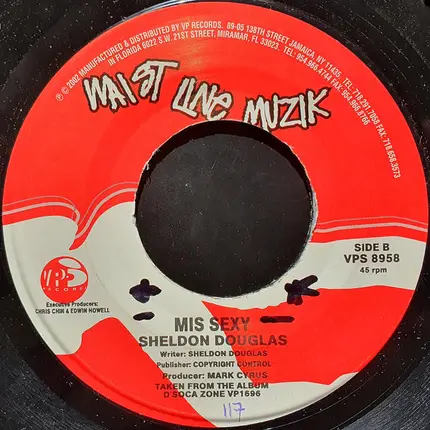 ℗ © 2002 MANUFACTURED & DISTRIBUTED BY VP RECORDS. 89-05 138TH STREET JAMAICA, NY 11435. TEL. 718.291.7058 FAX: 718.658.3573
IN FLORIDA 6022 S.W. 21ST STREET, MIRAMAR, FL 33023. TEL. 954.966.4744 FAX: 954.966.8766
WAIST LINE MUZIK
SIDE B
VPS 8958
45 rpm
VP
RECORDS
Executive Producers:
CHRIS CHIN & EDWIN HOWELL
MIS SEXY
SHELDON DOUGLAS
Writer: SHELDON DOUGLAS
Publisher: COPYRIGHT CONTROL
Producer: MARK CYRUS
TAKEN FROM THE ALBUM
D SOCA ZONE VP1696
117